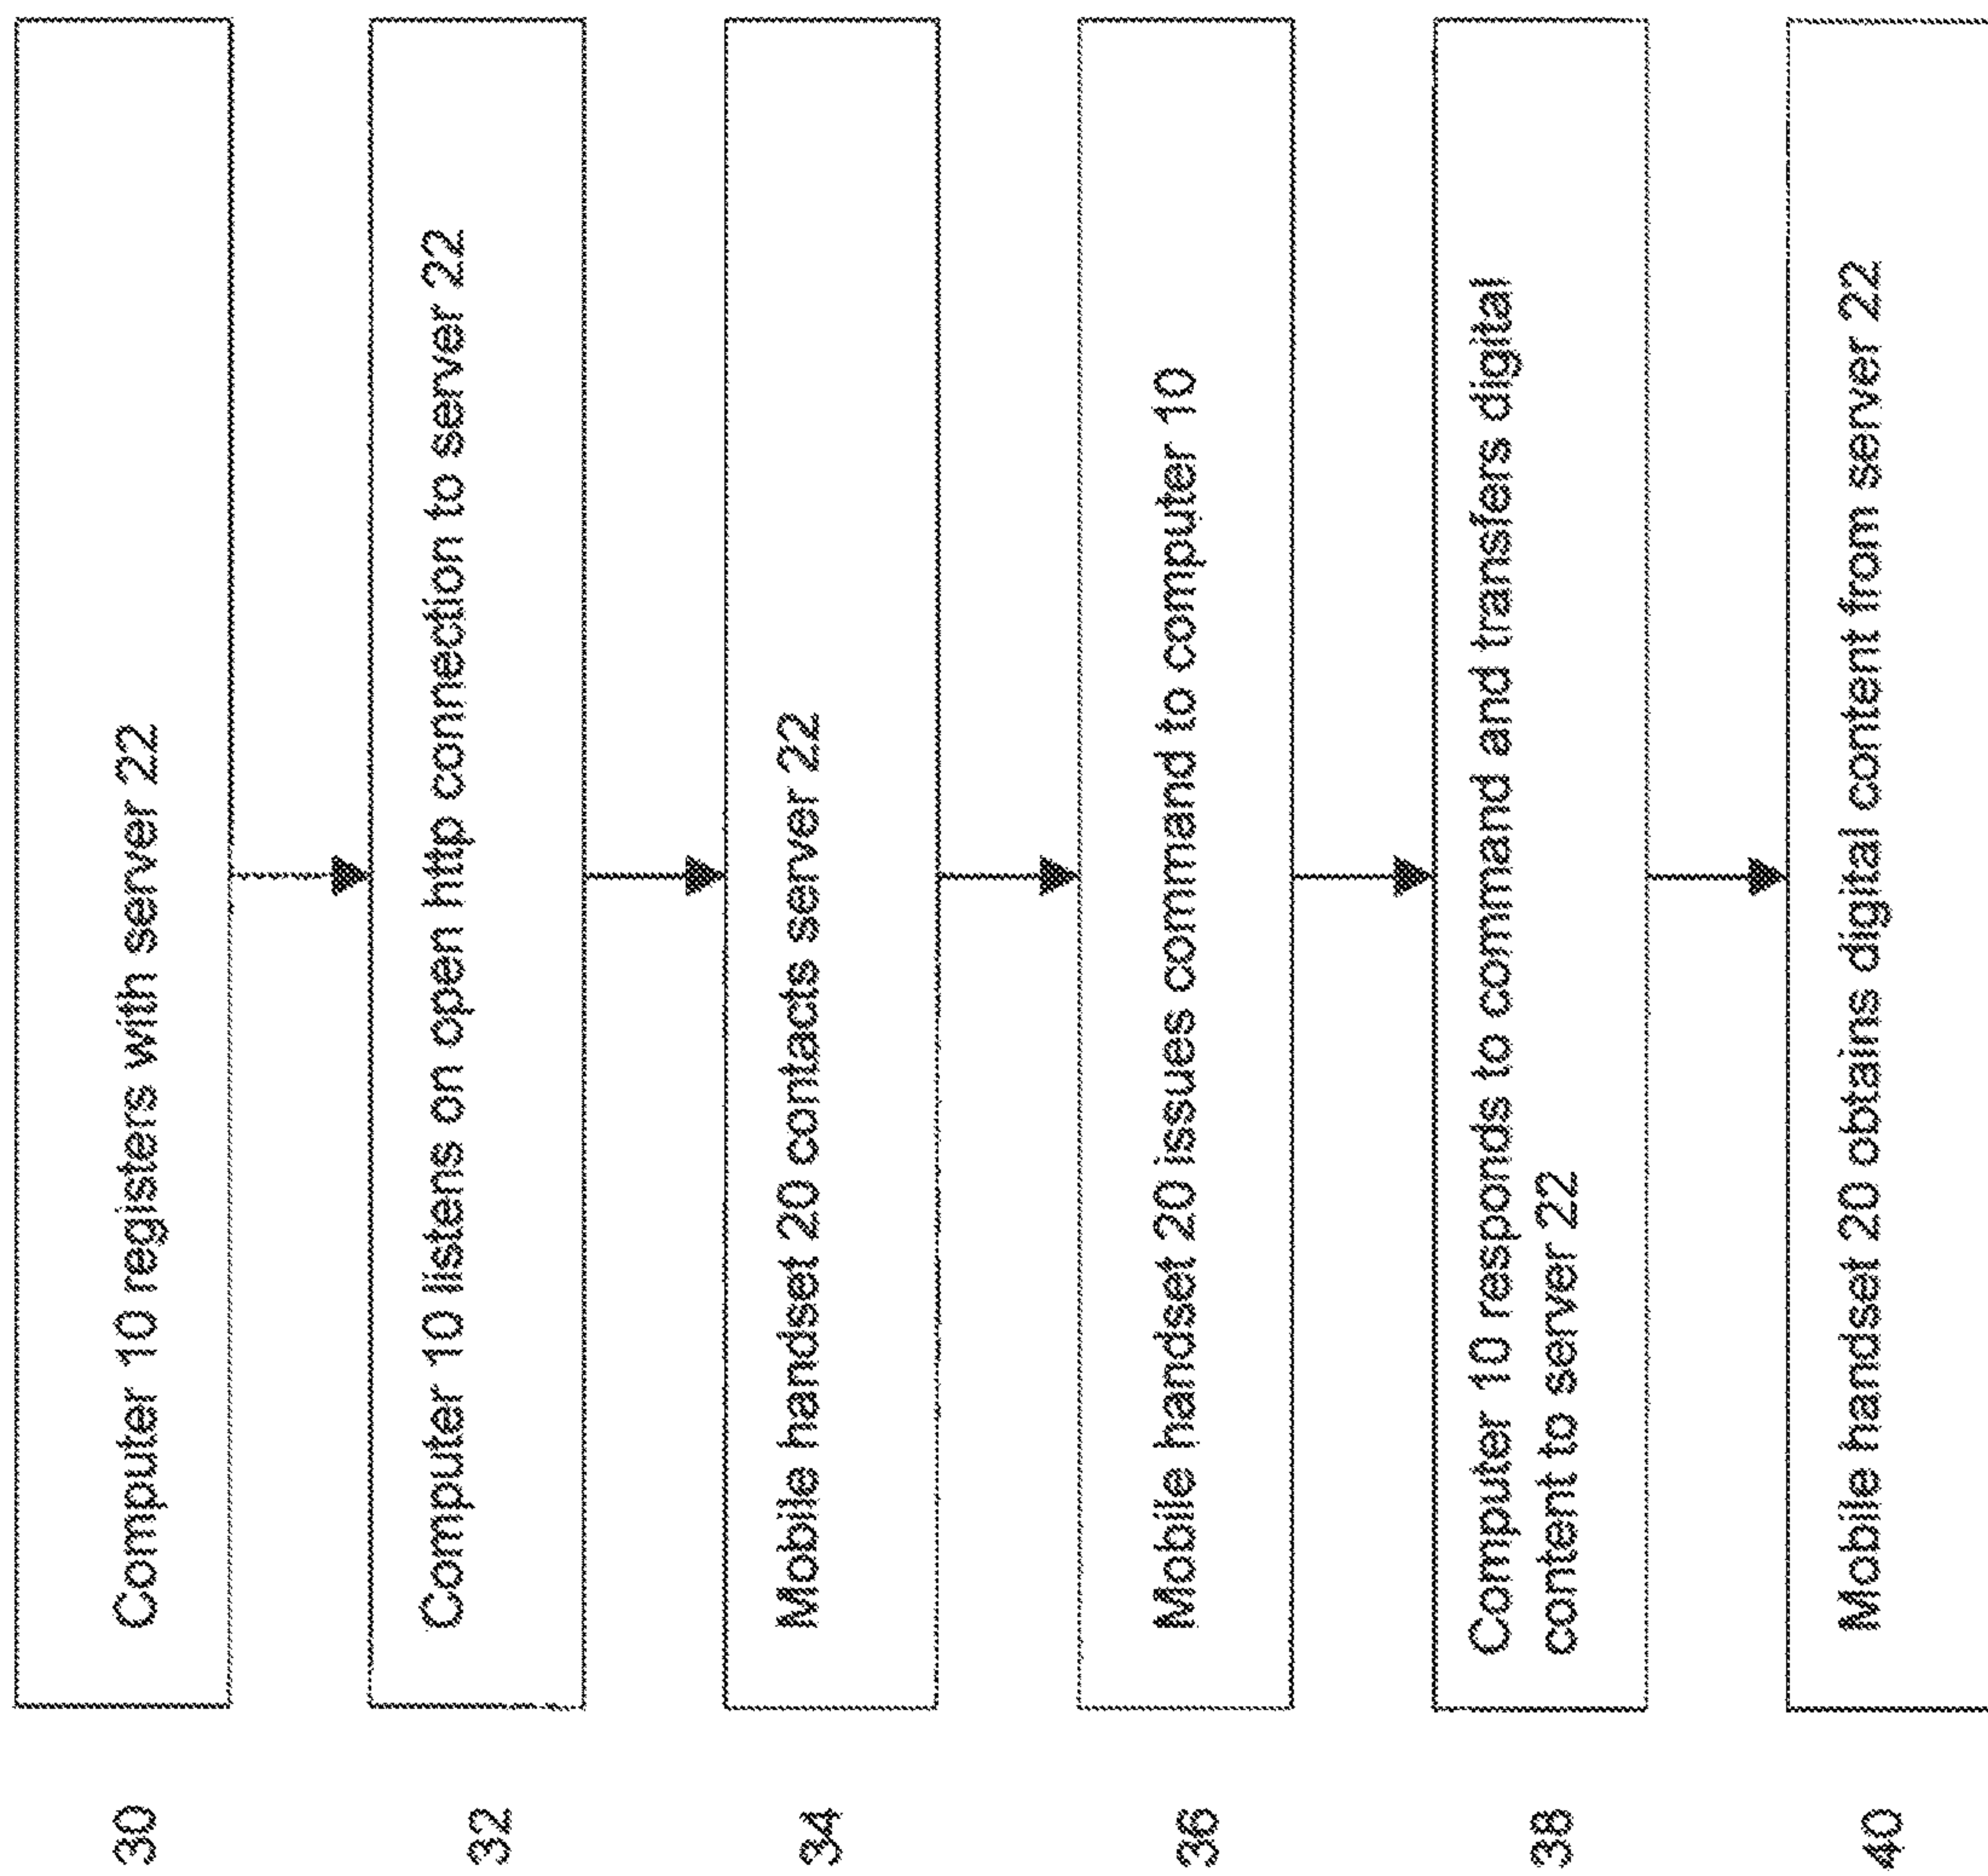 30
Computer 10 registers with server 22
32
Computer 10 listens on open http connection to server 22
34
Mobile handset 20 contacts server 22
36
Mobile handset 20 issues command to computer 10
38
Computer 10 responds to command and transfers digital
content to server 22
40
Mobile handset 20 obtains digital content from server 22